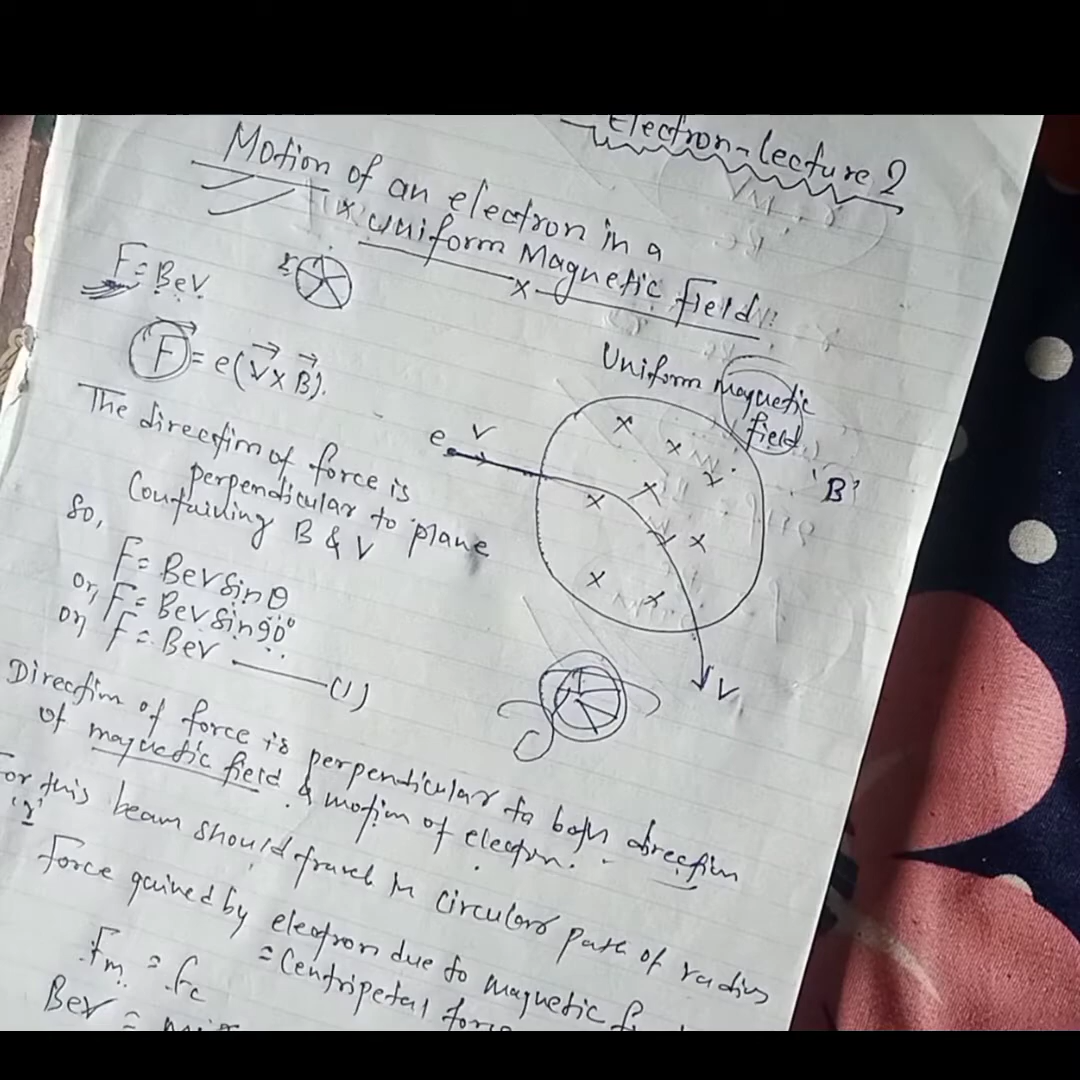 Electron-lecture 2
Motion of an electron in a
uniform Magnetic field:
F = Bev
r
F = e(V × B).
The direction of force is
perpendicular to plane
Containing B & V
So,
F = Bev sinθ
or, F = Bev sin90°
or, F = Bev ——— (1)
Uniform magnetic
field
'B'
e V
V
Direction of force is perpendicular to both direction
of magnetic field & motion of electron.
For this beam should travel in circular path of radius
'r'
Force gained by electron due to magnetic
= Centripetal force
Fm = Fc
Bev =